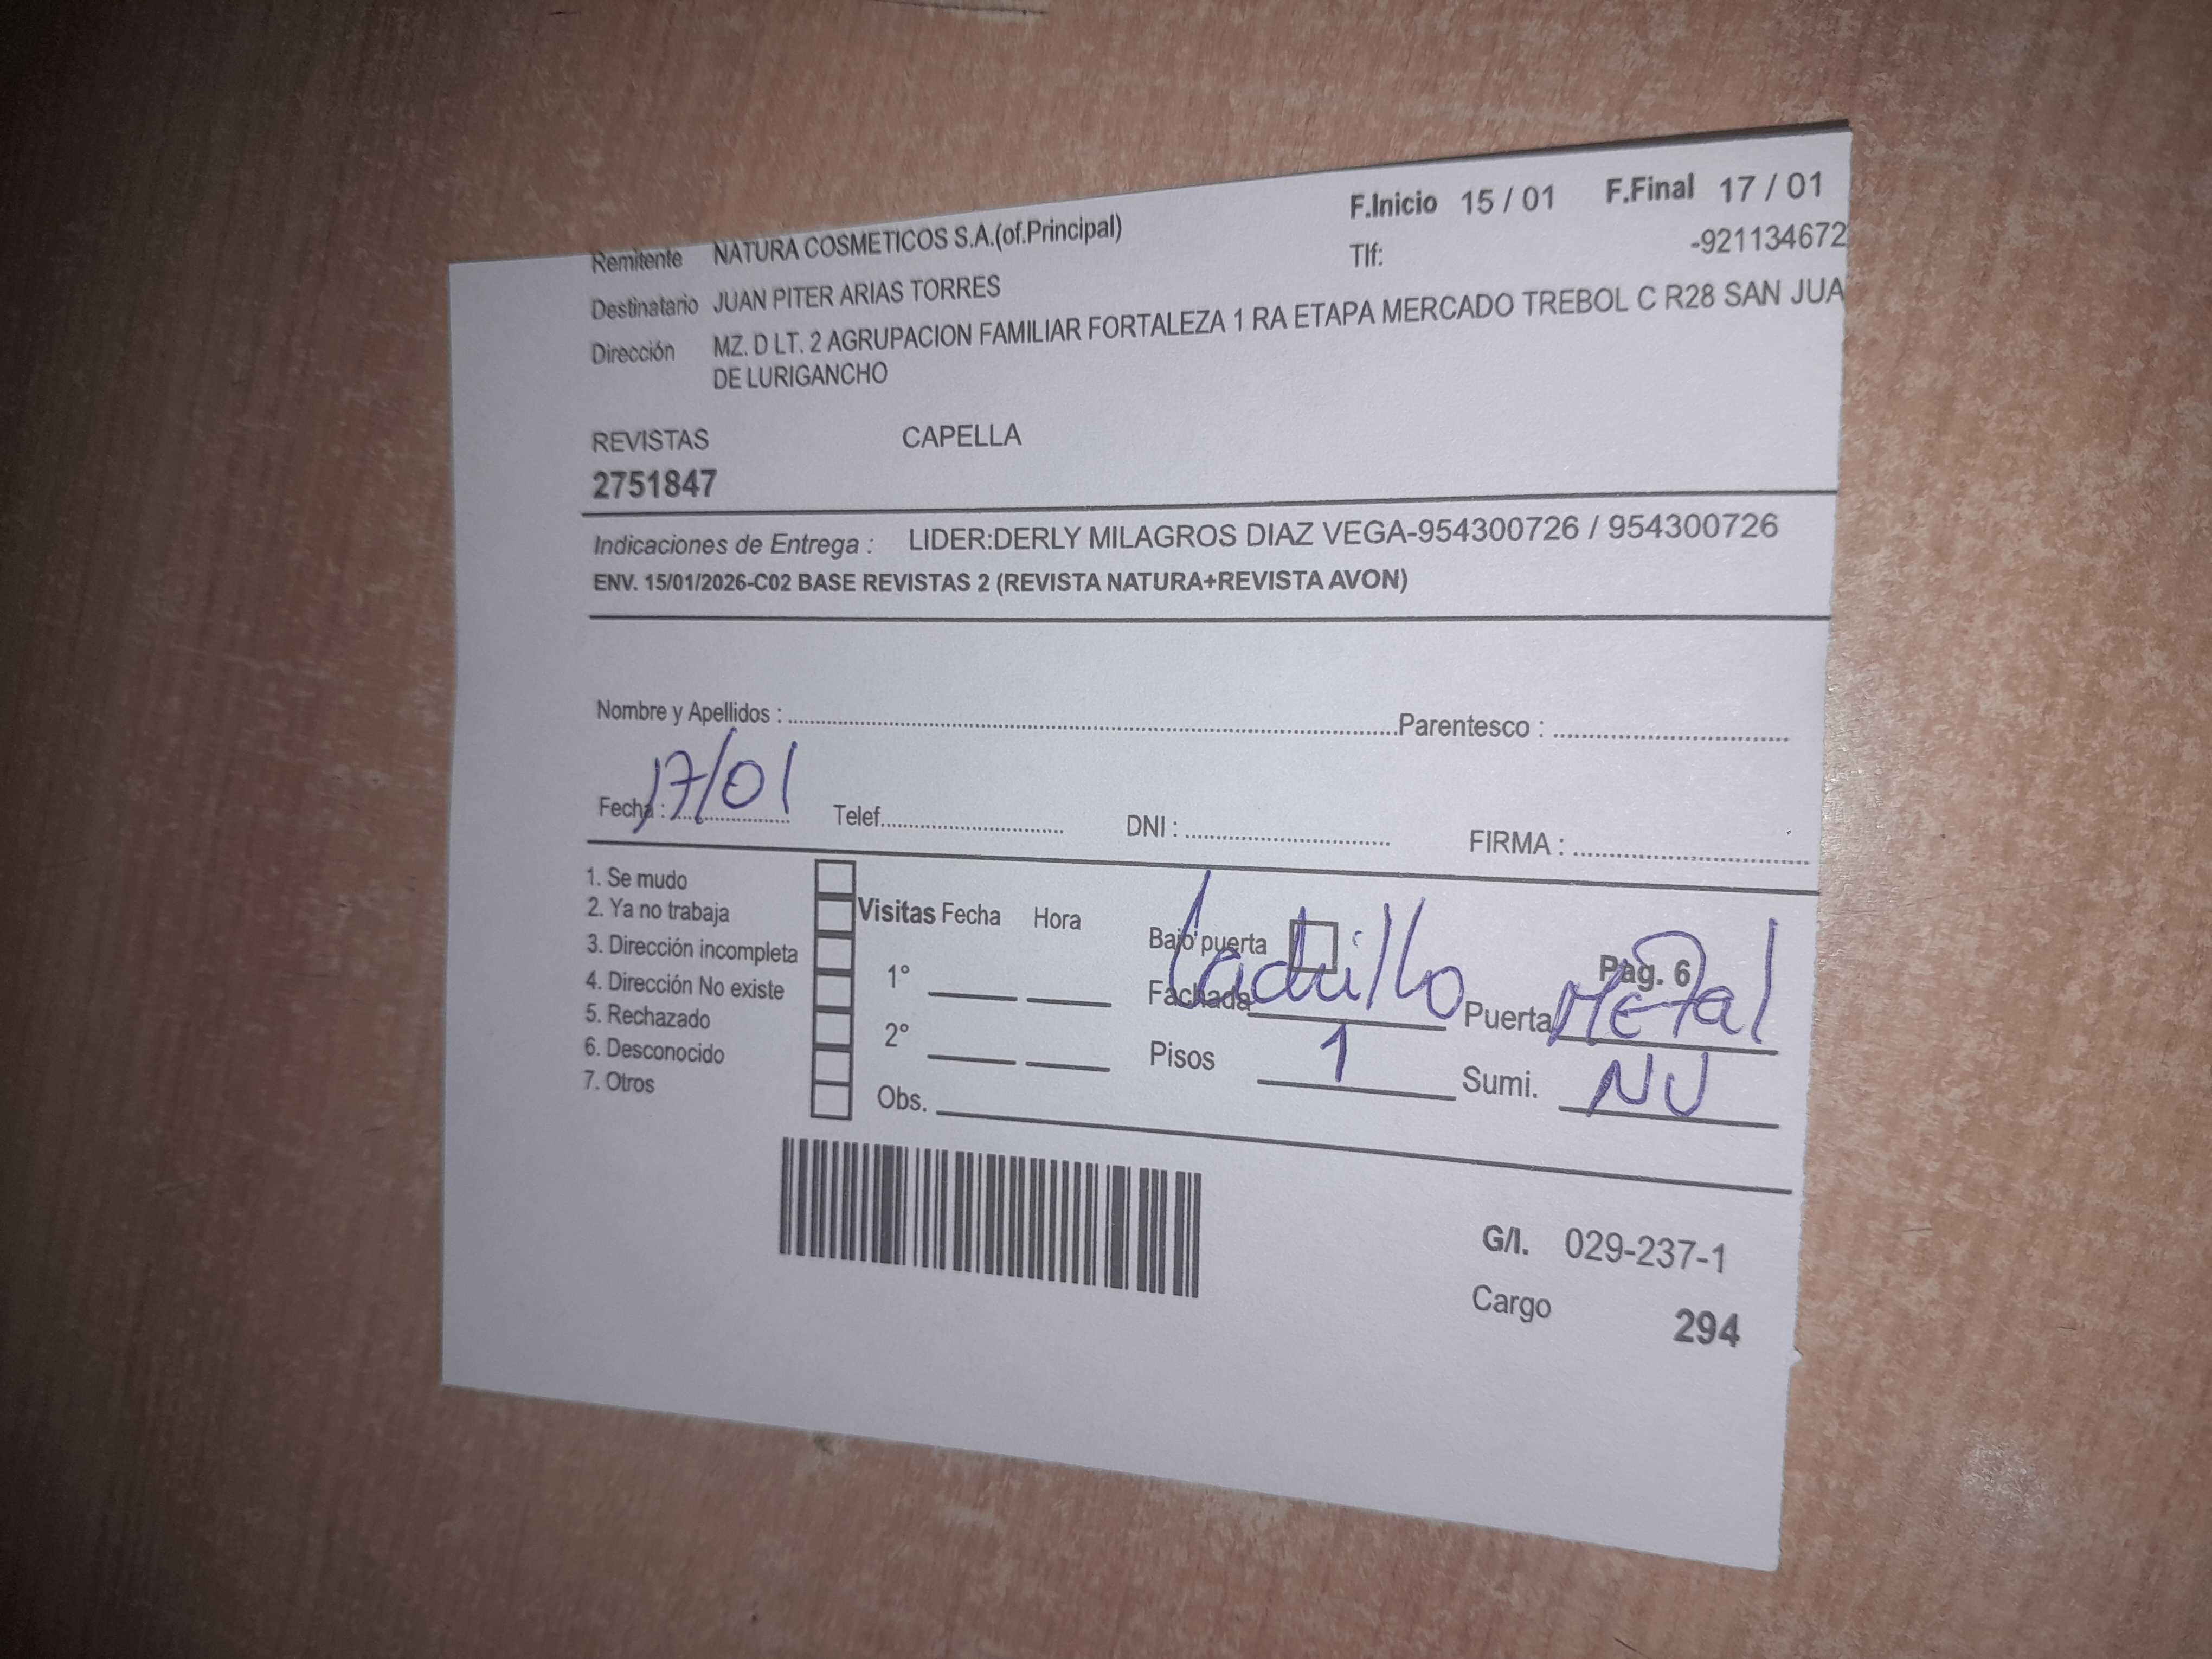 F.Inicio 15 / 01 F.Final 17 / 01
Remitente NATURA COSMETICOS S.A.(of.Principal) Tlf: -921134672
Destinatario JUAN PITER ARIAS TORRES
Dirección MZ. D LT. 2 AGRUPACION FAMILIAR FORTALEZA 1 RA ETAPA MERCADO TREBOL C R28 SAN JUA
DE LURIGANCHO
REVISTAS CAPELLA
2751847
Indicaciones de Entrega : LIDER:DERLY MILAGROS DIAZ VEGA-954300726 / 954300726
ENV. 15/01/2026-C02 BASE REVISTAS 2 (REVISTA NATURA+REVISTA AVON)
Nombre y Apellidos : Parentesco :
Fecha : 17/01 Telef. DNI : FIRMA :
1. Se mudo
2. Ya no trabaja
3. Dirección incompleta
4. Dirección No existe
5. Rechazado
6. Desconocido
7. Otros
Visitas Fecha Hora
1°
2°
Obs.
Bajo puerta Pag. 6
Fachada Ladrillo Puerta Metal
Pisos 1 Sumi. NU
G/I. 029-237-1
Cargo 294